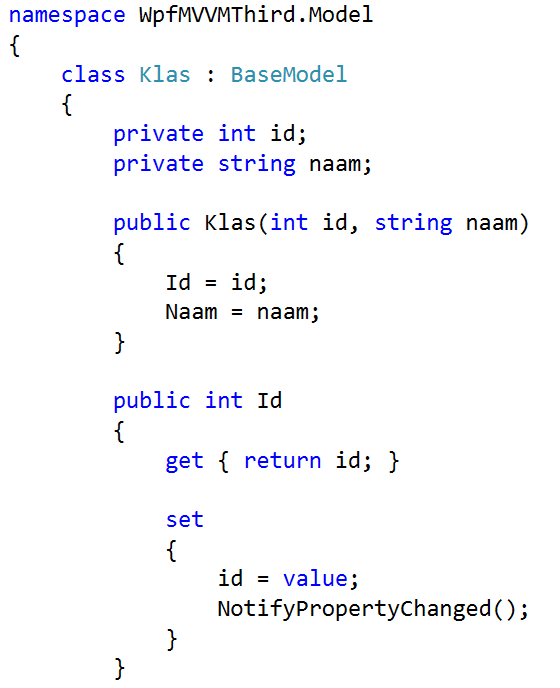 namespace WpfMVVMThird.Model
{
    class Klas : BaseModel
    {
        private int id;
        private string naam;

        public Klas(int id, string naam)
        {
            Id = id;
            Naam = naam;
        }

        public int Id
        {
            get { return id; }

            set
            {
                id = value;
                NotifyPropertyChanged();
            }
        }